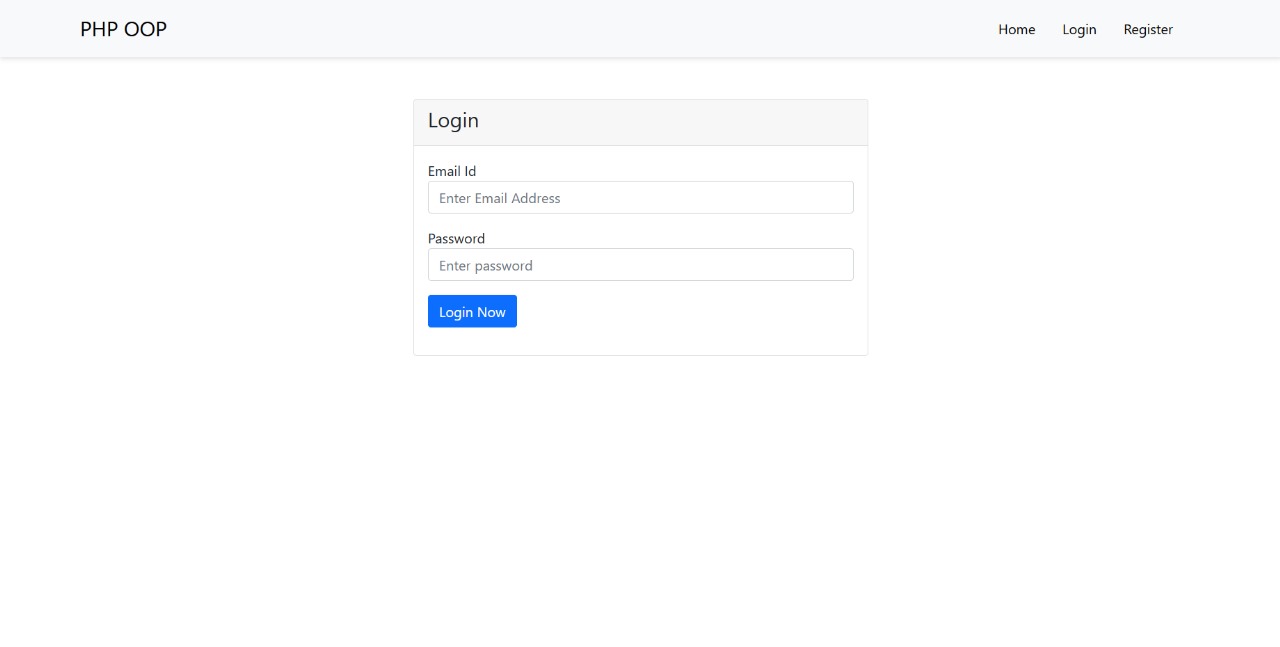 PHP OOP
Home Login Register
Login
Email Id
Enter Email Address
Password
Enter password
Login Now